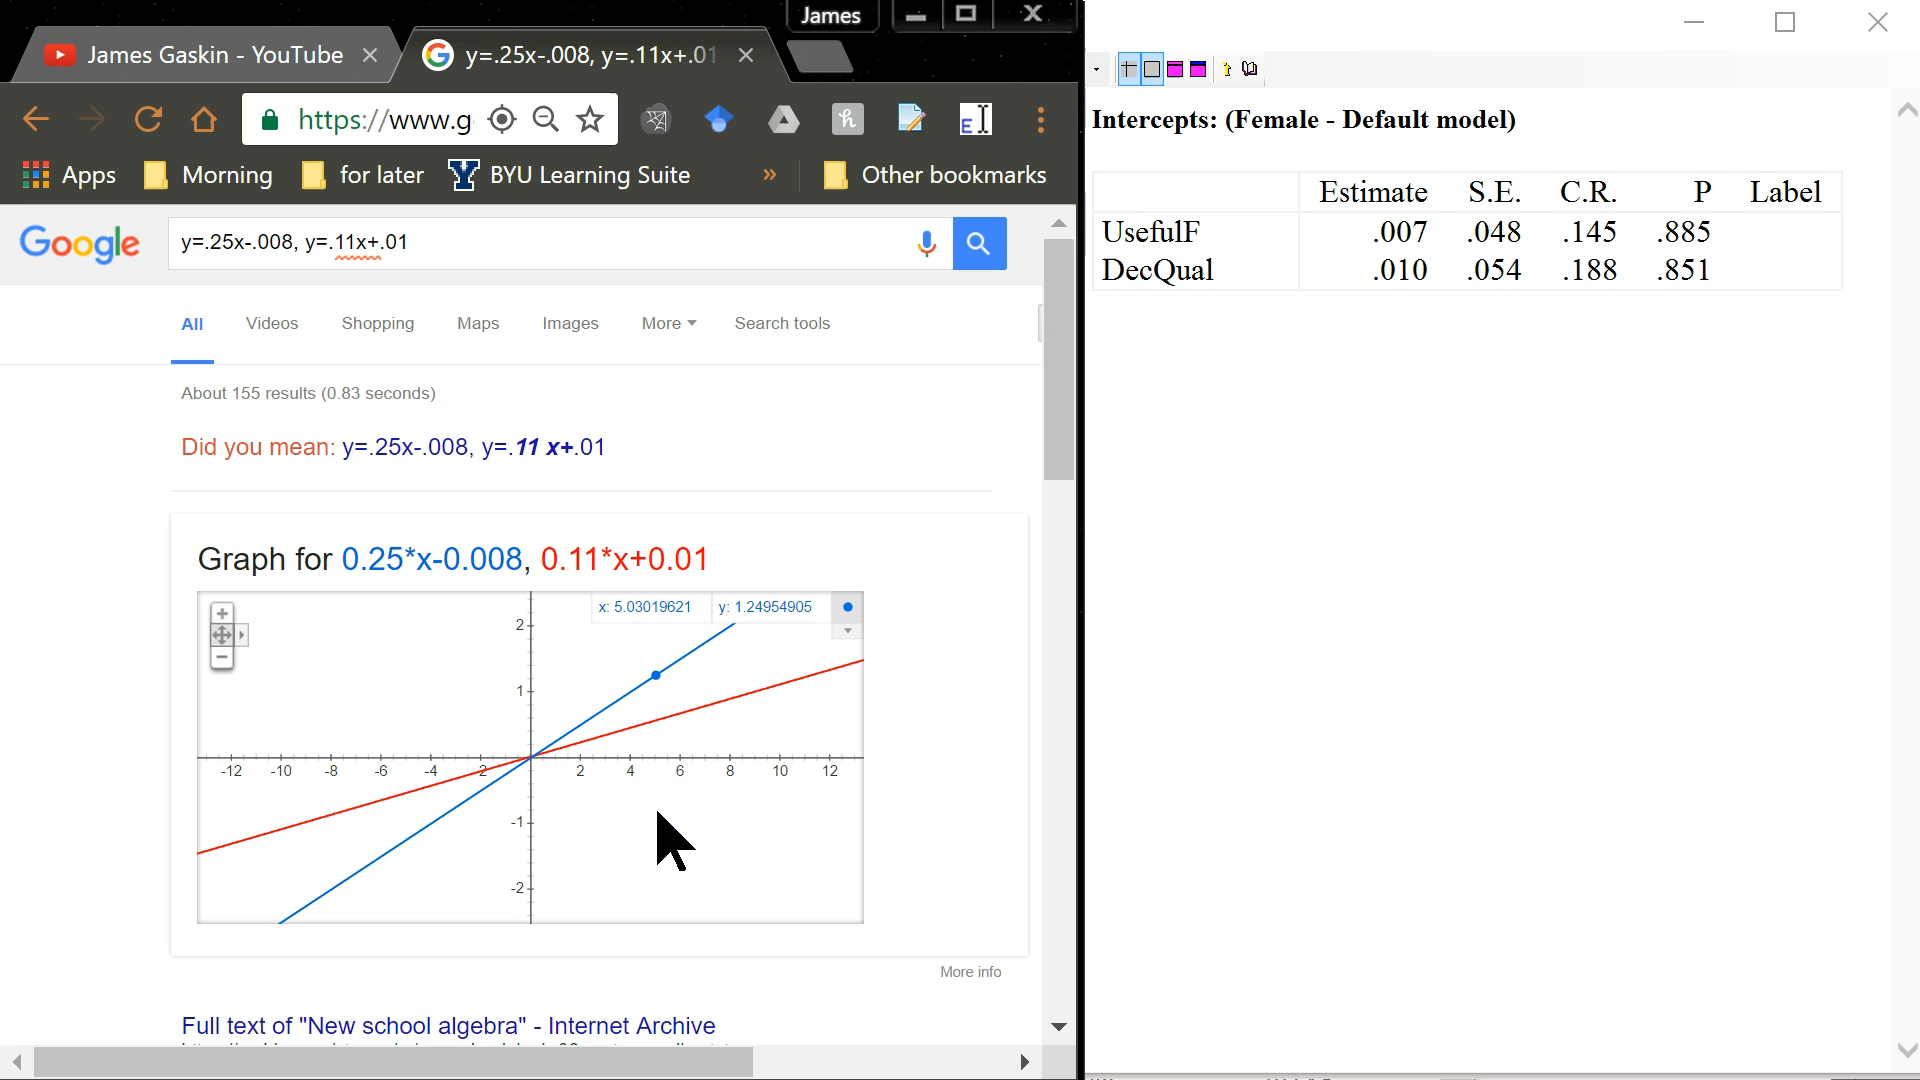 James
James Gaskin - YouTube
y=.25x-.008, y=.11x+.01
https://www.g
Apps
Morning
for later
BYU Learning Suite
»
Other bookmarks
Google
y=.25x-.008, y=.11x+.01
All
Videos
Shopping
Maps
Images
More
Search tools
About 155 results (0.83 seconds)
Did you mean: y=.25x-.008, y=.11 x+.01
Graph for 0.25*x-0.008, 0.11*x+0.01
x: 5.03019621 y: 1.24954905
2
1
-12 -10 -8 -6 -4 -2 2 4 6 8 10 12
-1
-2
More info
Full text of "New school algebra" - Internet Archive
Intercepts: (Female - Default model)
Estimate S.E. C.R. P Label
UsefulF .007 .048 .145 .885
DecQual .010 .054 .188 .851